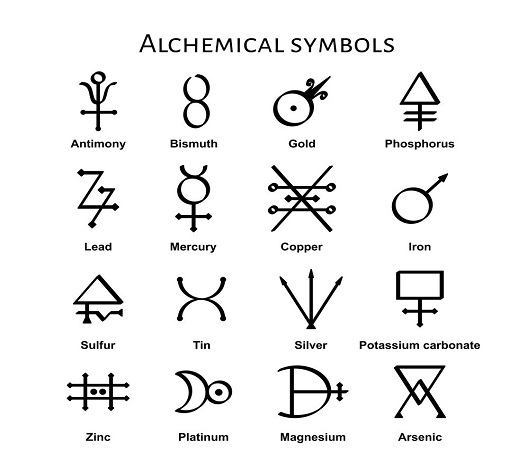 ALCHEMICAL SYMBOLS
Antimony Bismuth Gold Phosphorus
Lead Mercury Copper Iron
Sulfur Tin Silver Potassium carbonate
Zinc Platinum Magnesium Arsenic